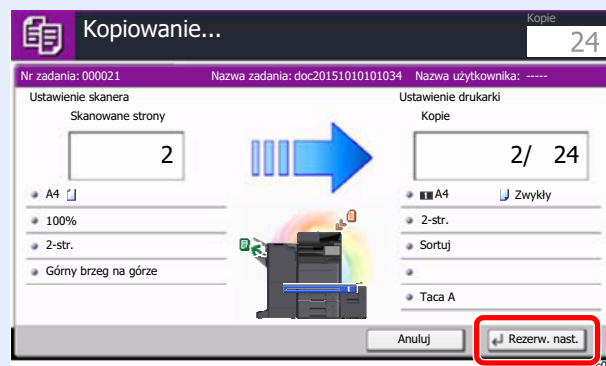 Kopiowanie...
Kopie
24
Nr zadania: 000021 Nazwa zadania: doc20151010101034 Nazwa użytkownika: -----
Ustawienie skanera
Skanowane strony
2
A4
100%
2-str.
Górny brzeg na górze
Ustawienie drukarki
Kopie
2/ 24
1 A4 Zwykły
2-str.
Sortuj
Taca A
Anuluj
Rezerw. nast.